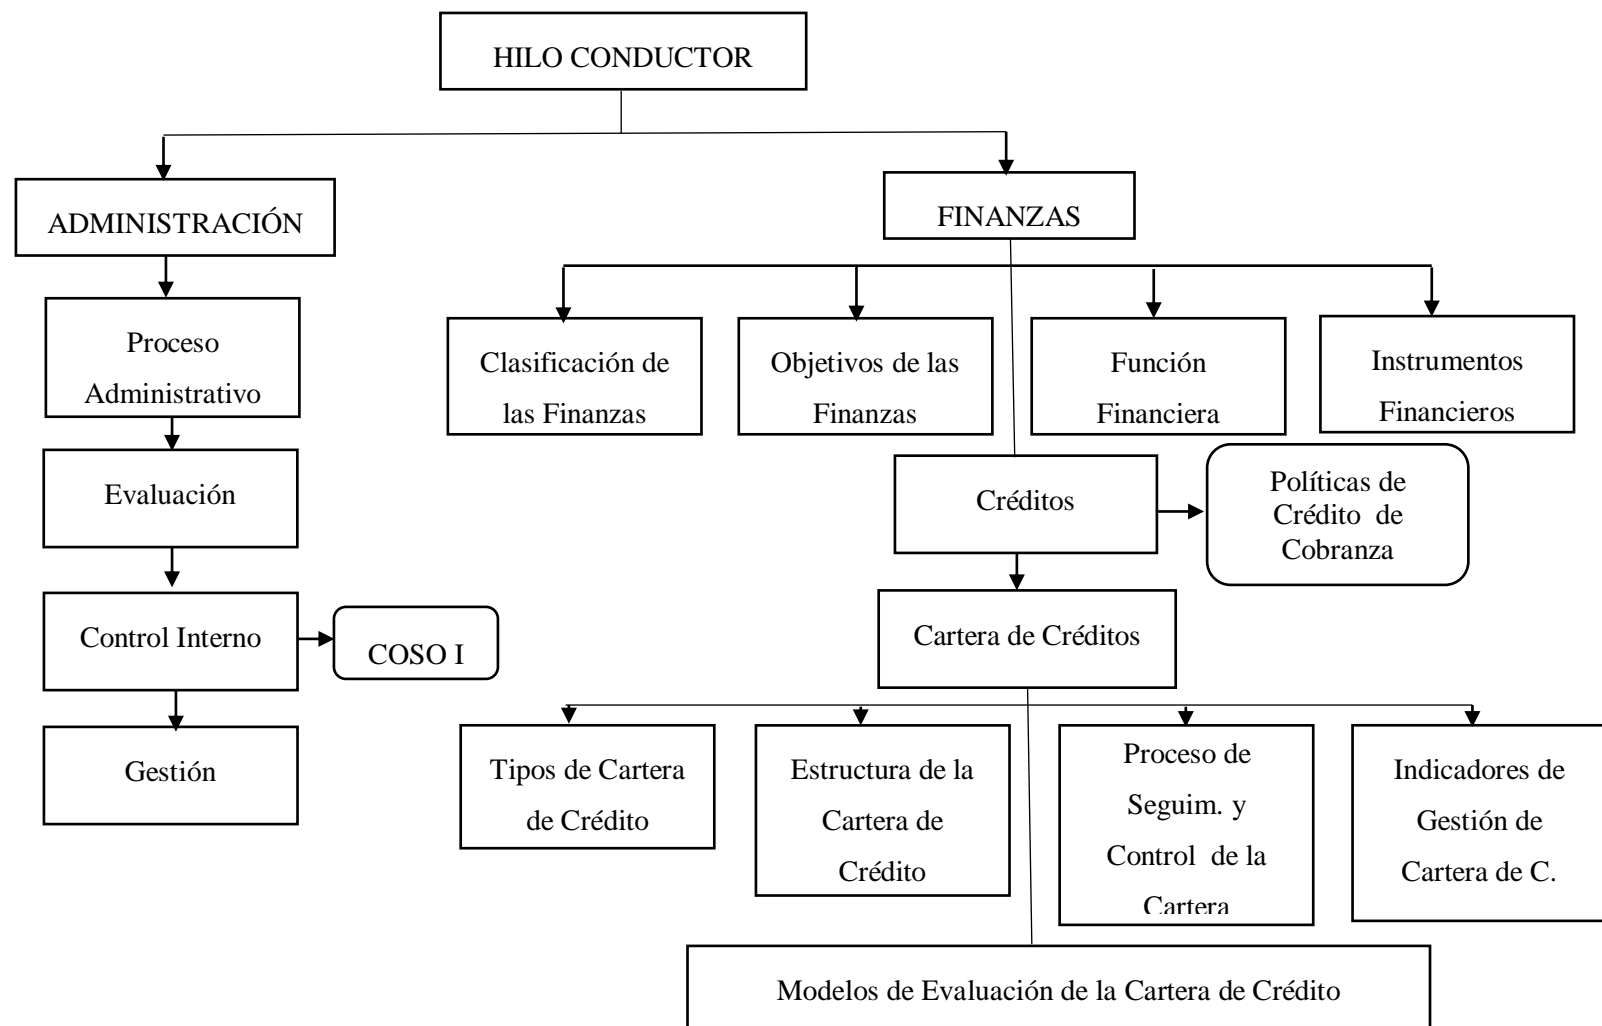 HILO CONDUCTOR
ADMINISTRACIÓN
FINANZAS
Proceso
Administrativo
Clasificación de
las Finanzas
Objetivos de las
Finanzas
Función
Financiera
Instrumentos
Financieros
Evaluación
Créditos
Políticas de
Crédito de
Cobranza
Control Interno
COSO I
Cartera de Créditos
Gestión
Tipos de Cartera
de Crédito
Estructura de la
Cartera de
Crédito
Proceso de
Seguim. y
Control de la
Cartera
Indicadores de
Gestión de
Cartera de C.
Modelos de Evaluación de la Cartera de Crédito